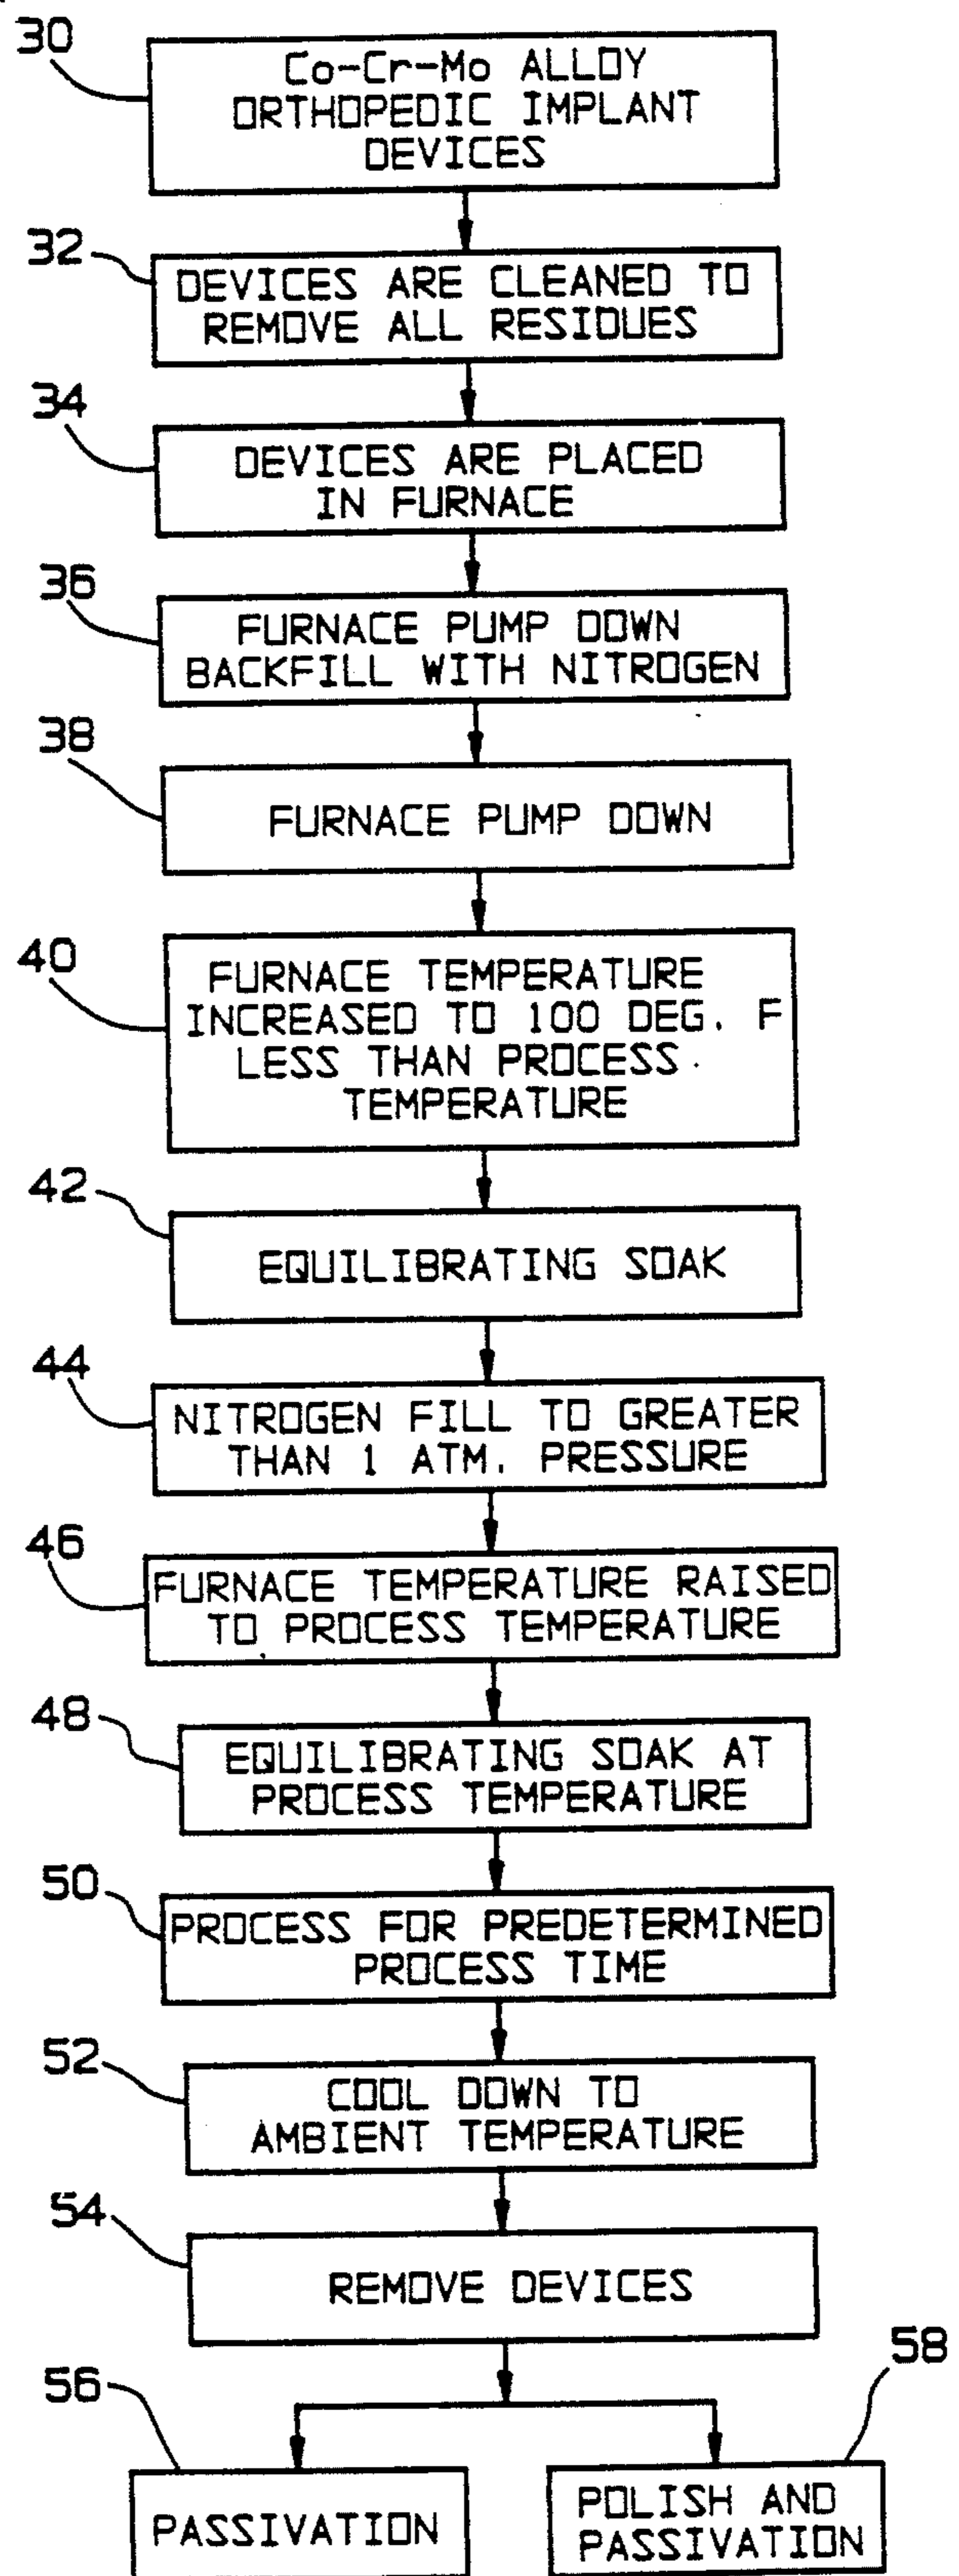 30
Co-Cr-Mo ALLOY
ORTHOPEDIC IMPLANT
DEVICES
32
DEVICES ARE CLEANED TO
REMOVE ALL RESIDUES
34
DEVICES ARE PLACED
IN FURNACE
36
FURNACE PUMP DOWN
BACKFILL WITH NITROGEN
38
FURNACE PUMP DOWN
40
FURNACE TEMPERATURE
INCREASED TO 100 DEG. F
LESS THAN PROCESS
TEMPERATURE
42
EQUILIBRATING SOAK
44
NITROGEN FILL TO GREATER
THAN 1 ATM. PRESSURE
46
FURNACE TEMPERATURE RAISED
TO PROCESS TEMPERATURE
48
EQUILIBRATING SOAK AT
PROCESS TEMPERATURE
50
PROCESS FOR PREDETERMINED
PROCESS TIME
52
COOL DOWN TO
AMBIENT TEMPERATURE
54
REMOVE DEVICES
56
PASSIVATION
58
POLISH AND
PASSIVATION